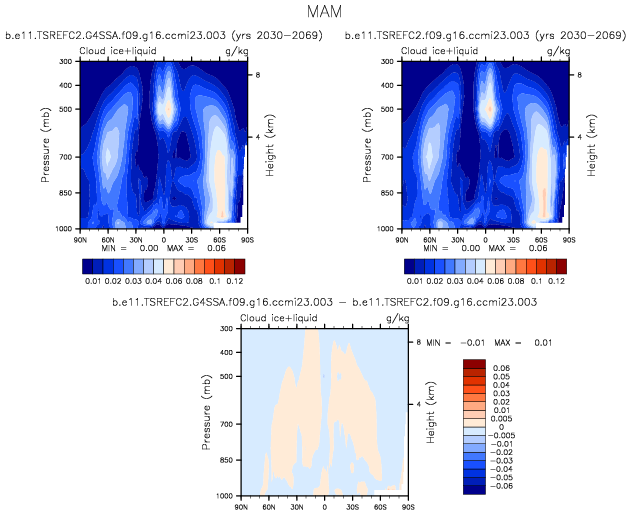 MAM
b.e11.TSREFC2.G4SSA.f09.g16.ccmi23.003 (yrs 2030-2069)
b.e11.TSREFC2.f09.g16.ccmi23.003 (yrs 2030-2069)
Cloud ice+liquid g/kg
Cloud ice+liquid g/kg
300
400
500
700
850
1000
Pressure (mb)
8
4
Height (km)
90N 60N 30N 0 30S 60S 90S
MIN = 0.00 MAX = 0.06
0.01 0.02 0.04 0.06 0.08 0.1 0.12
300
400
500
700
850
1000
Pressure (mb)
8
4
Height (km)
90N 60N 30N 0 30S 60S 90S
MIN = 0.00 MAX = 0.06
0.01 0.02 0.04 0.06 0.08 0.1 0.12
b.e11.TSREFC2.G4SSA.f09.g16.ccmi23.003 - b.e11.TSREFC2.f09.g16.ccmi23.003
Cloud ice+liquid g/kg
300
400
500
700
850
1000
Pressure (mb)
8
4
Height (km)
90N 60N 30N 0 30S 60S 90S
MIN = -0.01 MAX = 0.01
0.06
0.05
0.04
0.03
0.02
0.01
0.005
0
-0.005
-0.01
-0.02
-0.03
-0.04
-0.05
-0.06